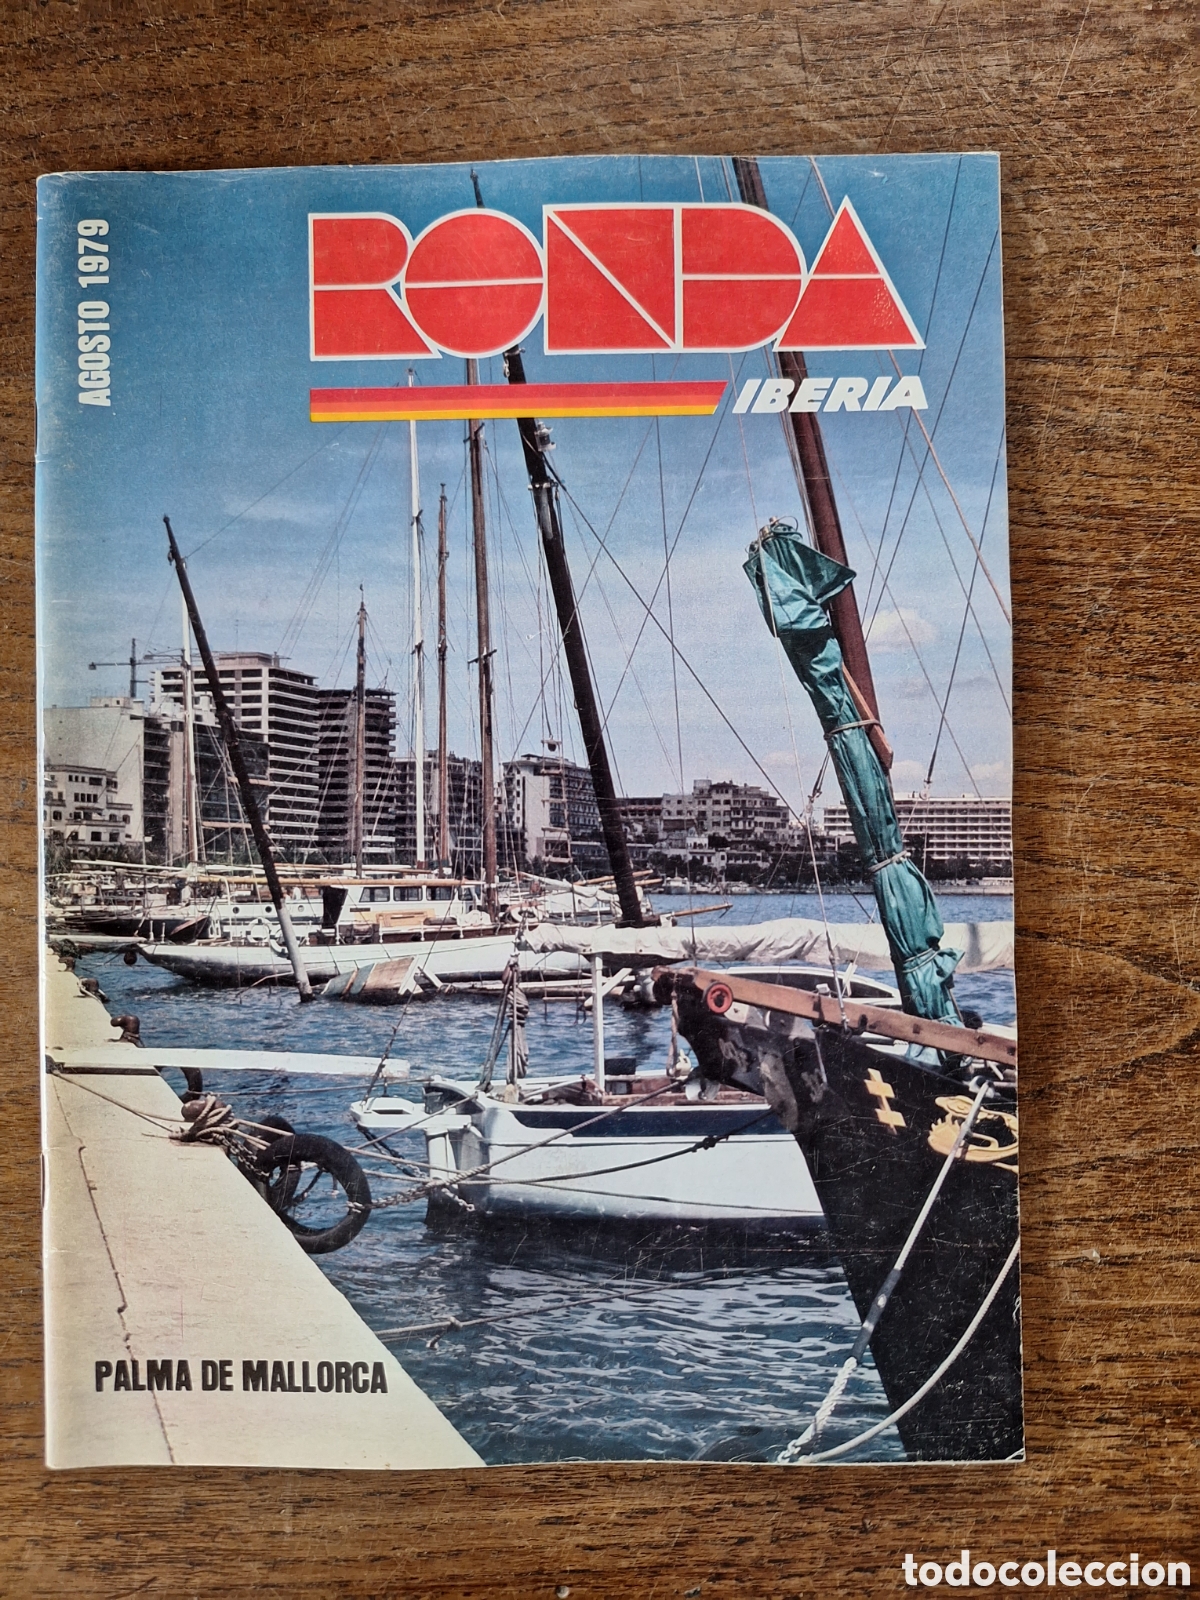 AGOSTO 1979
RONDA
IBERIA
PALMA DE MALLORCA
todocoleccion